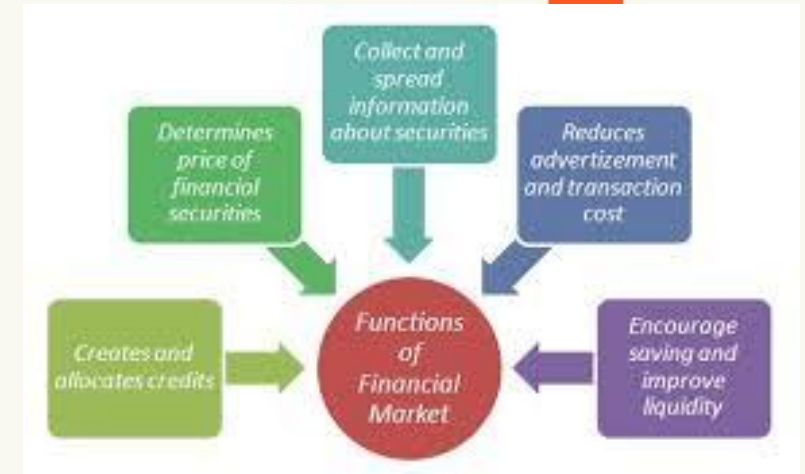 Collect and
spread
information
about securities
Determines
price of
financial
securities
Reduces
advertizement
and transaction
cost
Creates and
allocates credits
Functions
of
Financial
Market
Encourage
saving and
improve
liquidity